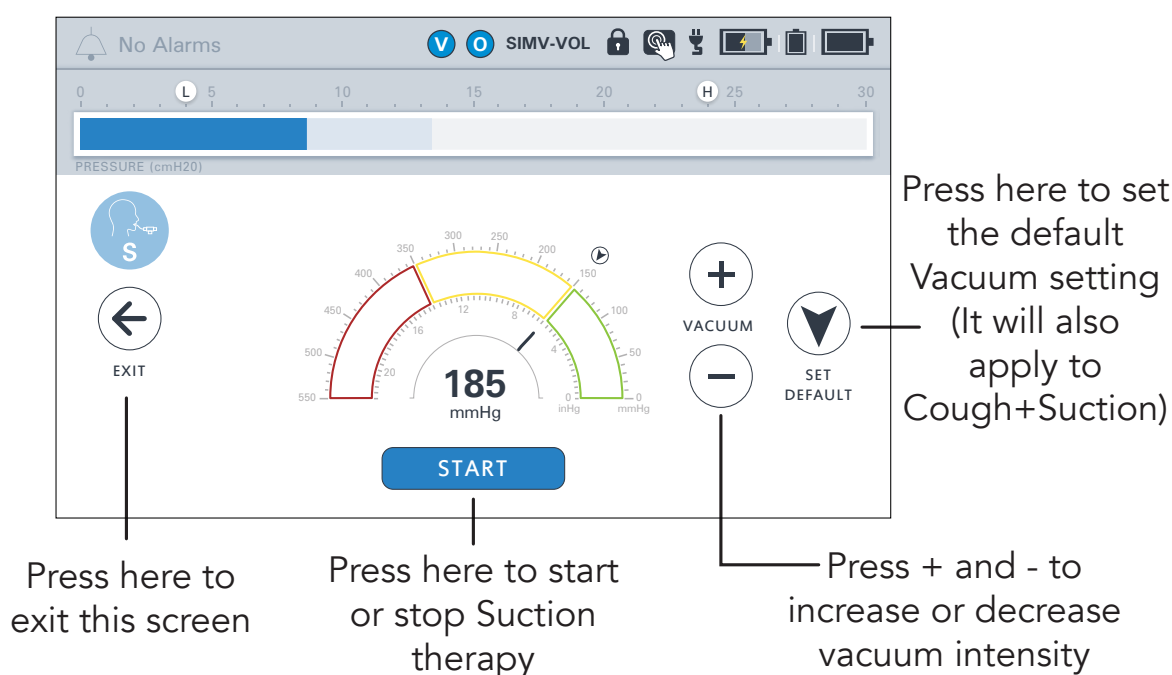 No Alarms
V O SIMV-VOL
0 5 10 15 20 25 30
L H
PRESSURE (cmH20)
S
EXIT
550 500 450 400 350 300 250 200 150 100 50 0
20 16 12 8 4 0
inHg mmHg
185
mmHg
START
+
VACUUM
−
SET
DEFAULT
Press here to set
the default
Vacuum setting
(It will also
apply to
Cough+Suction)
Press here to
exit this screen
Press here to start
or stop Suction
therapy
Press + and - to
increase or decrease
vacuum intensity